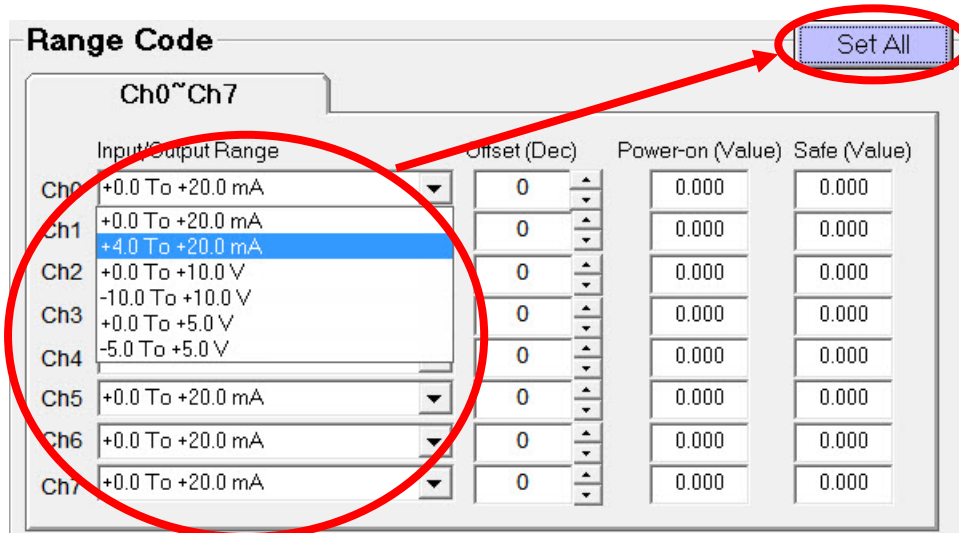 Range Code
Set All
Ch0~Ch7
Input/Output Range Offset (Dec) Power-on (Value) Safe (Value)
Ch0 +0.0 To +20.0 mA 0 0.000 0.000
+0.0 To +20.0 mA
Ch1 0 0.000 0.000
+4.0 To +20.0 mA
Ch2 +0.0 To +10.0 V 0 0.000 0.000
-10.0 To +10.0 V
Ch3 +0.0 To +5.0 V 0 0.000 0.000
-5.0 To +5.0 V
Ch4 0 0.000 0.000
Ch5 +0.0 To +20.0 mA 0 0.000 0.000
Ch6 +0.0 To +20.0 mA 0 0.000 0.000
Ch7 +0.0 To +20.0 mA 0 0.000 0.000